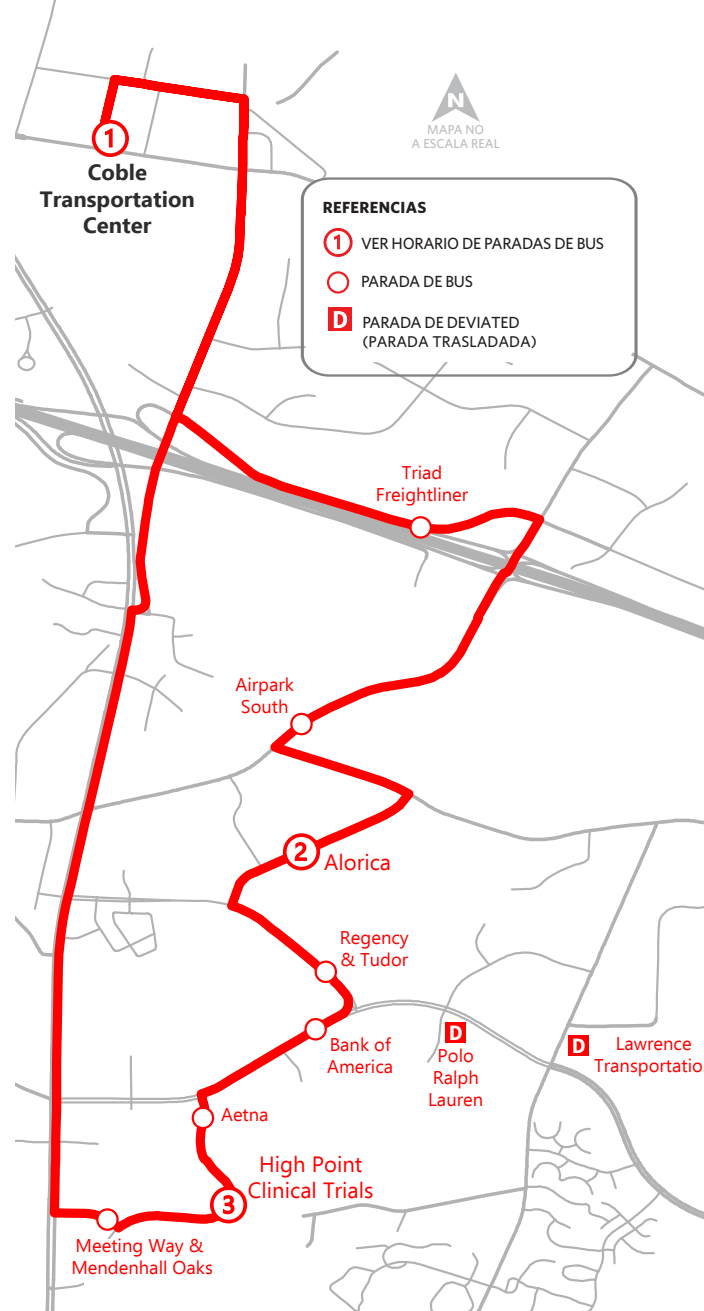 N
MAPA NO
A ESCALA REAL
1
Coble
Transportation
Center
REFERENCIAS
1 VER HORARIO DE PARADAS DE BUS
PARADA DE BUS
D PARADA DE DEVIATED
(PARADA TRASLADADA)
Triad
Freightliner
Airpark
South
2 Alorica
Regency
& Tudor
Bank of
America
D
Polo
Ralph
Lauren
D Lawrence
Transportatio
Aetna
High Point
Clinical Trials
3
Meeting Way &
Mendenhall Oaks